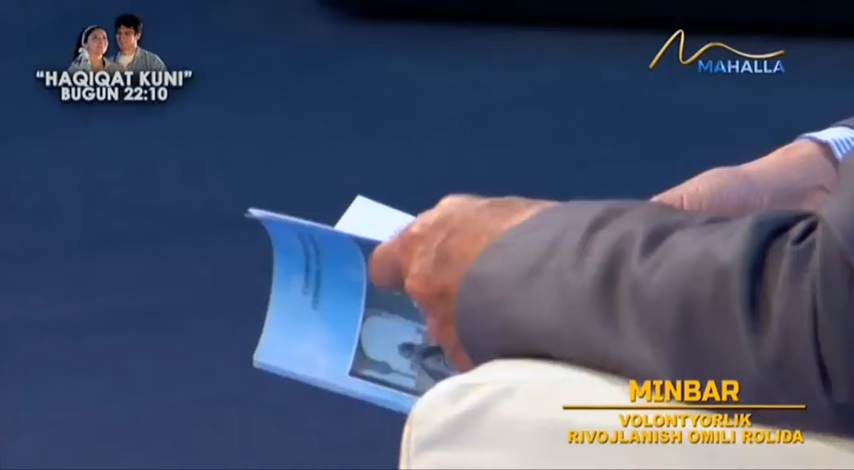 "HAQIQAT KUNI"
BUGUN 22:10
MAHALLA
MINBAR
VOLONTYORLIK
RIVOJLANISH OMILI ROLIDA